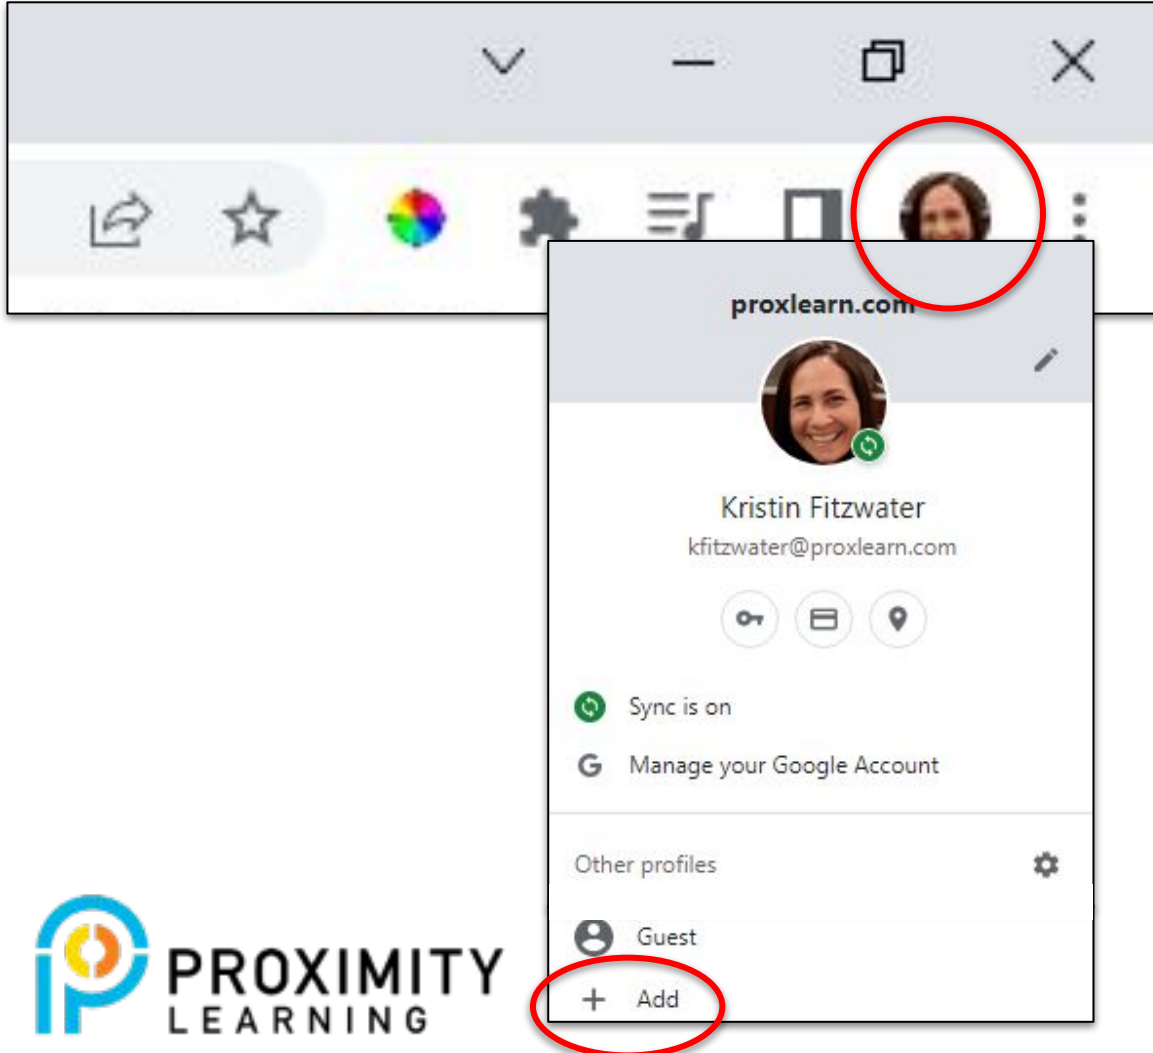 proxlearn.com
Kristin Fitzwater
kfitzwater@proxlearn.com
Sync is on
G Manage your Google Account
Other profiles
Guest
+ Add
PROXIMITY
LEARNING